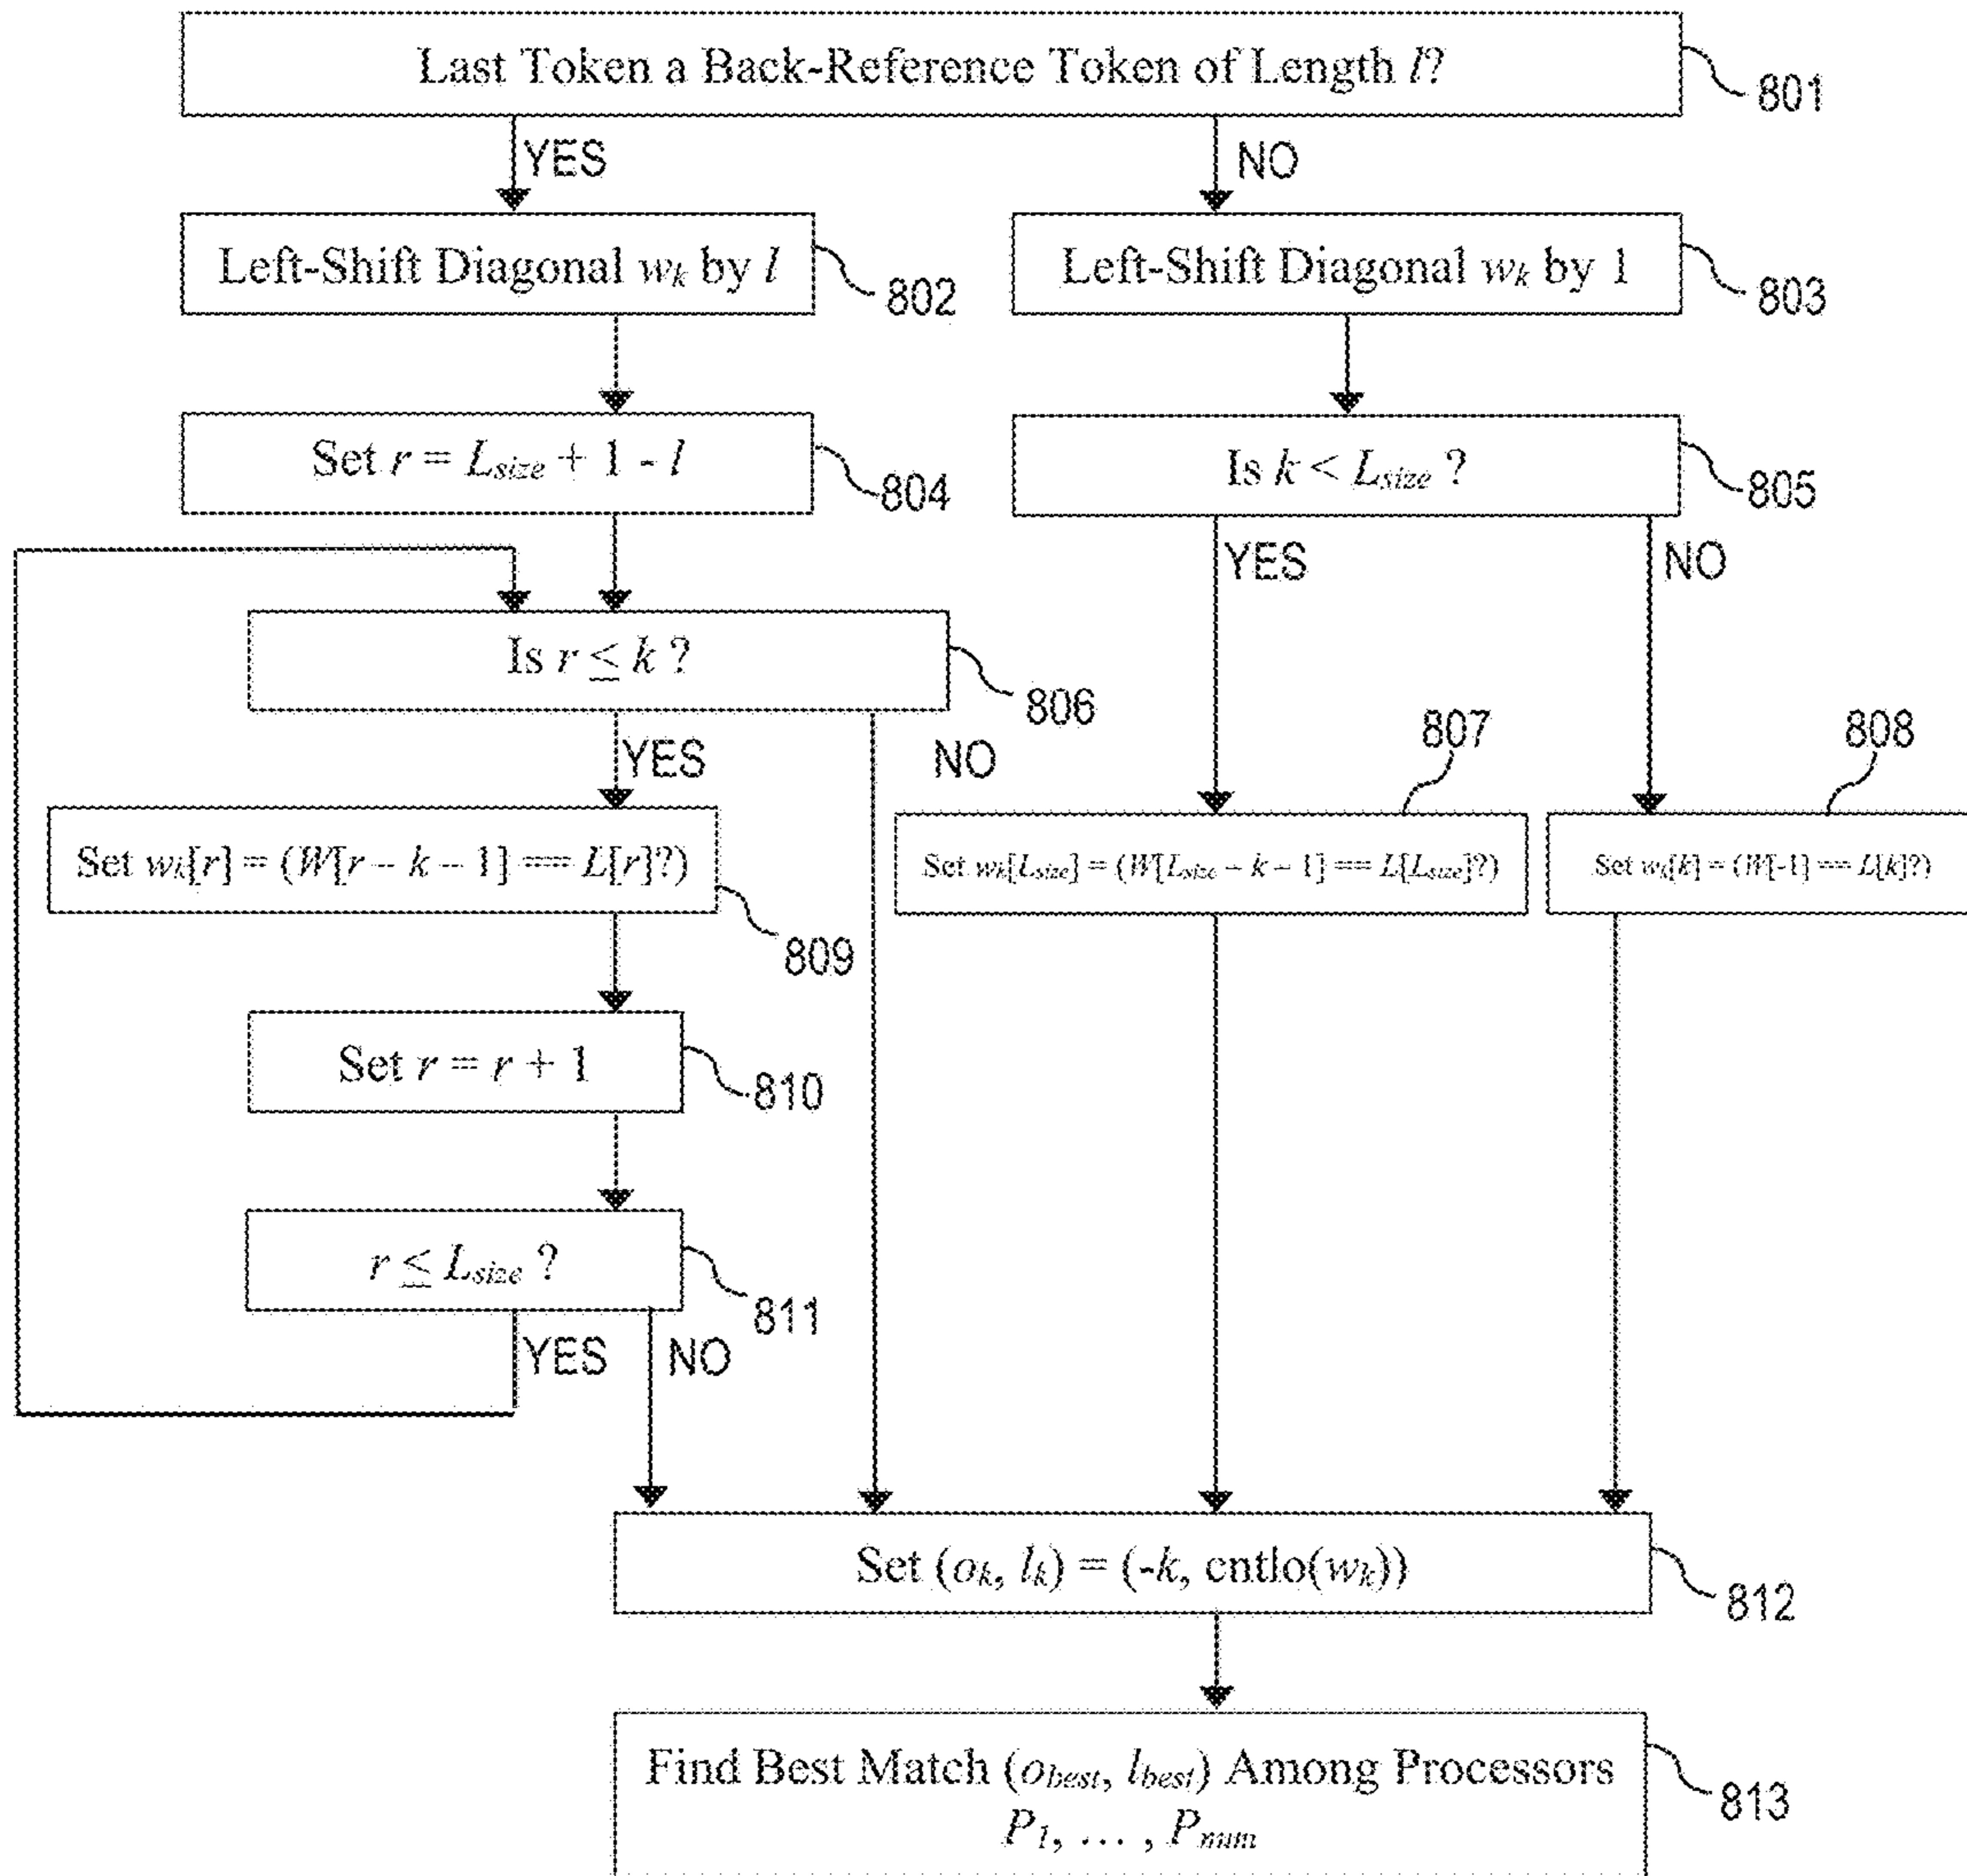 Last Token a Back-Reference Token of Length l?
801
YES
NO
Left-Shift Diagonal wk by l
802
Left-Shift Diagonal wk by 1
803
Set r = Lsize + 1 - l
804
Is k < Lsize ?
805
YES
NO
Is r ≤ k ?
806
YES
NO
807
808
Set wk[r] = (W[r - k - 1] == L[r]?)
809
Set wk[Lsize] = (W[Lsize - k - 1] == L[Lsize]?)
Set wk[k] = (W[-1] == L[k]?)
Set r = r + 1
810
r ≤ Lsize ?
811
YES
NO
Set (ok, lk) = (-k, cntlo(wk))
812
Find Best Match (obest, lbest) Among Processors
P1, … , Pnum
813